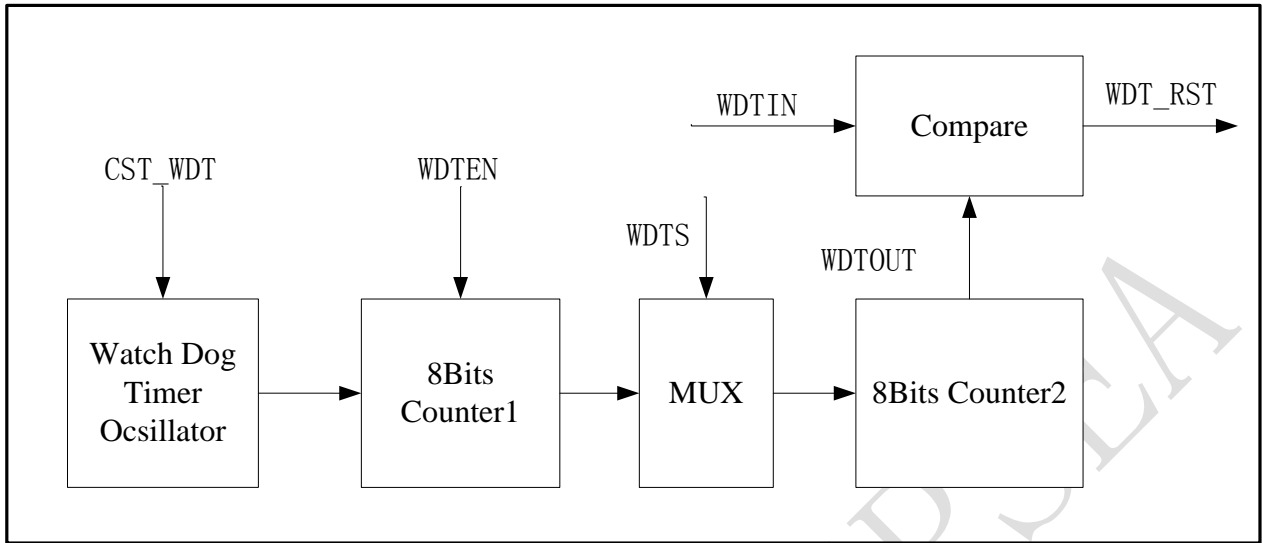 WDTIN
Compare
WDT_RST
CST_WDT
WDTEN
WDTS
WDTOUT
Watch Dog
Timer
Ocsillator
8Bits
Counter1
MUX
8Bits Counter2